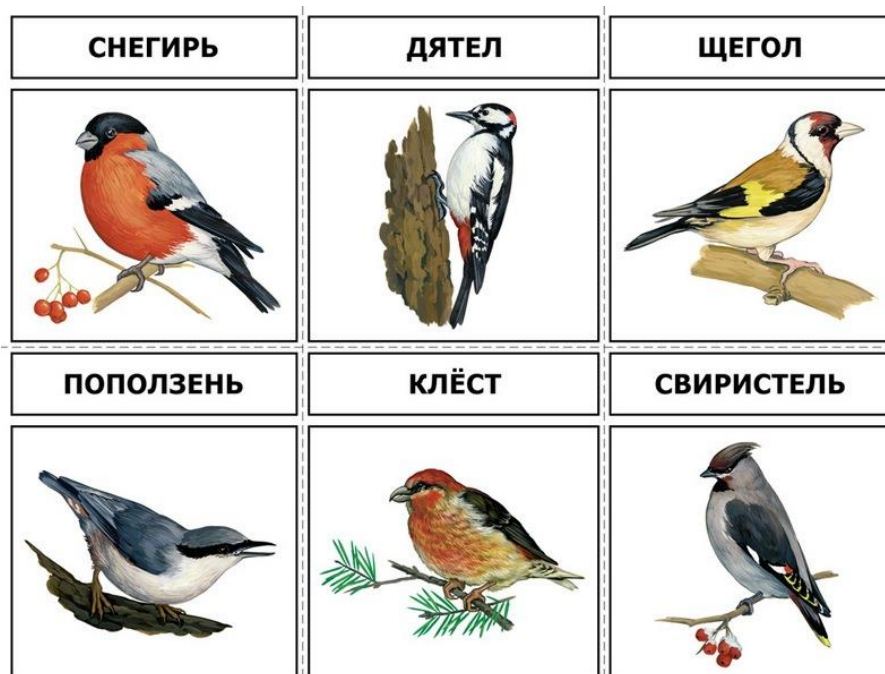 СНЕГИРЬ
ДЯТЕЛ
ЩЕГОЛ
ПОПОЛЗЕНЬ
КЛЁСТ
СВИРИСТЕЛЬ